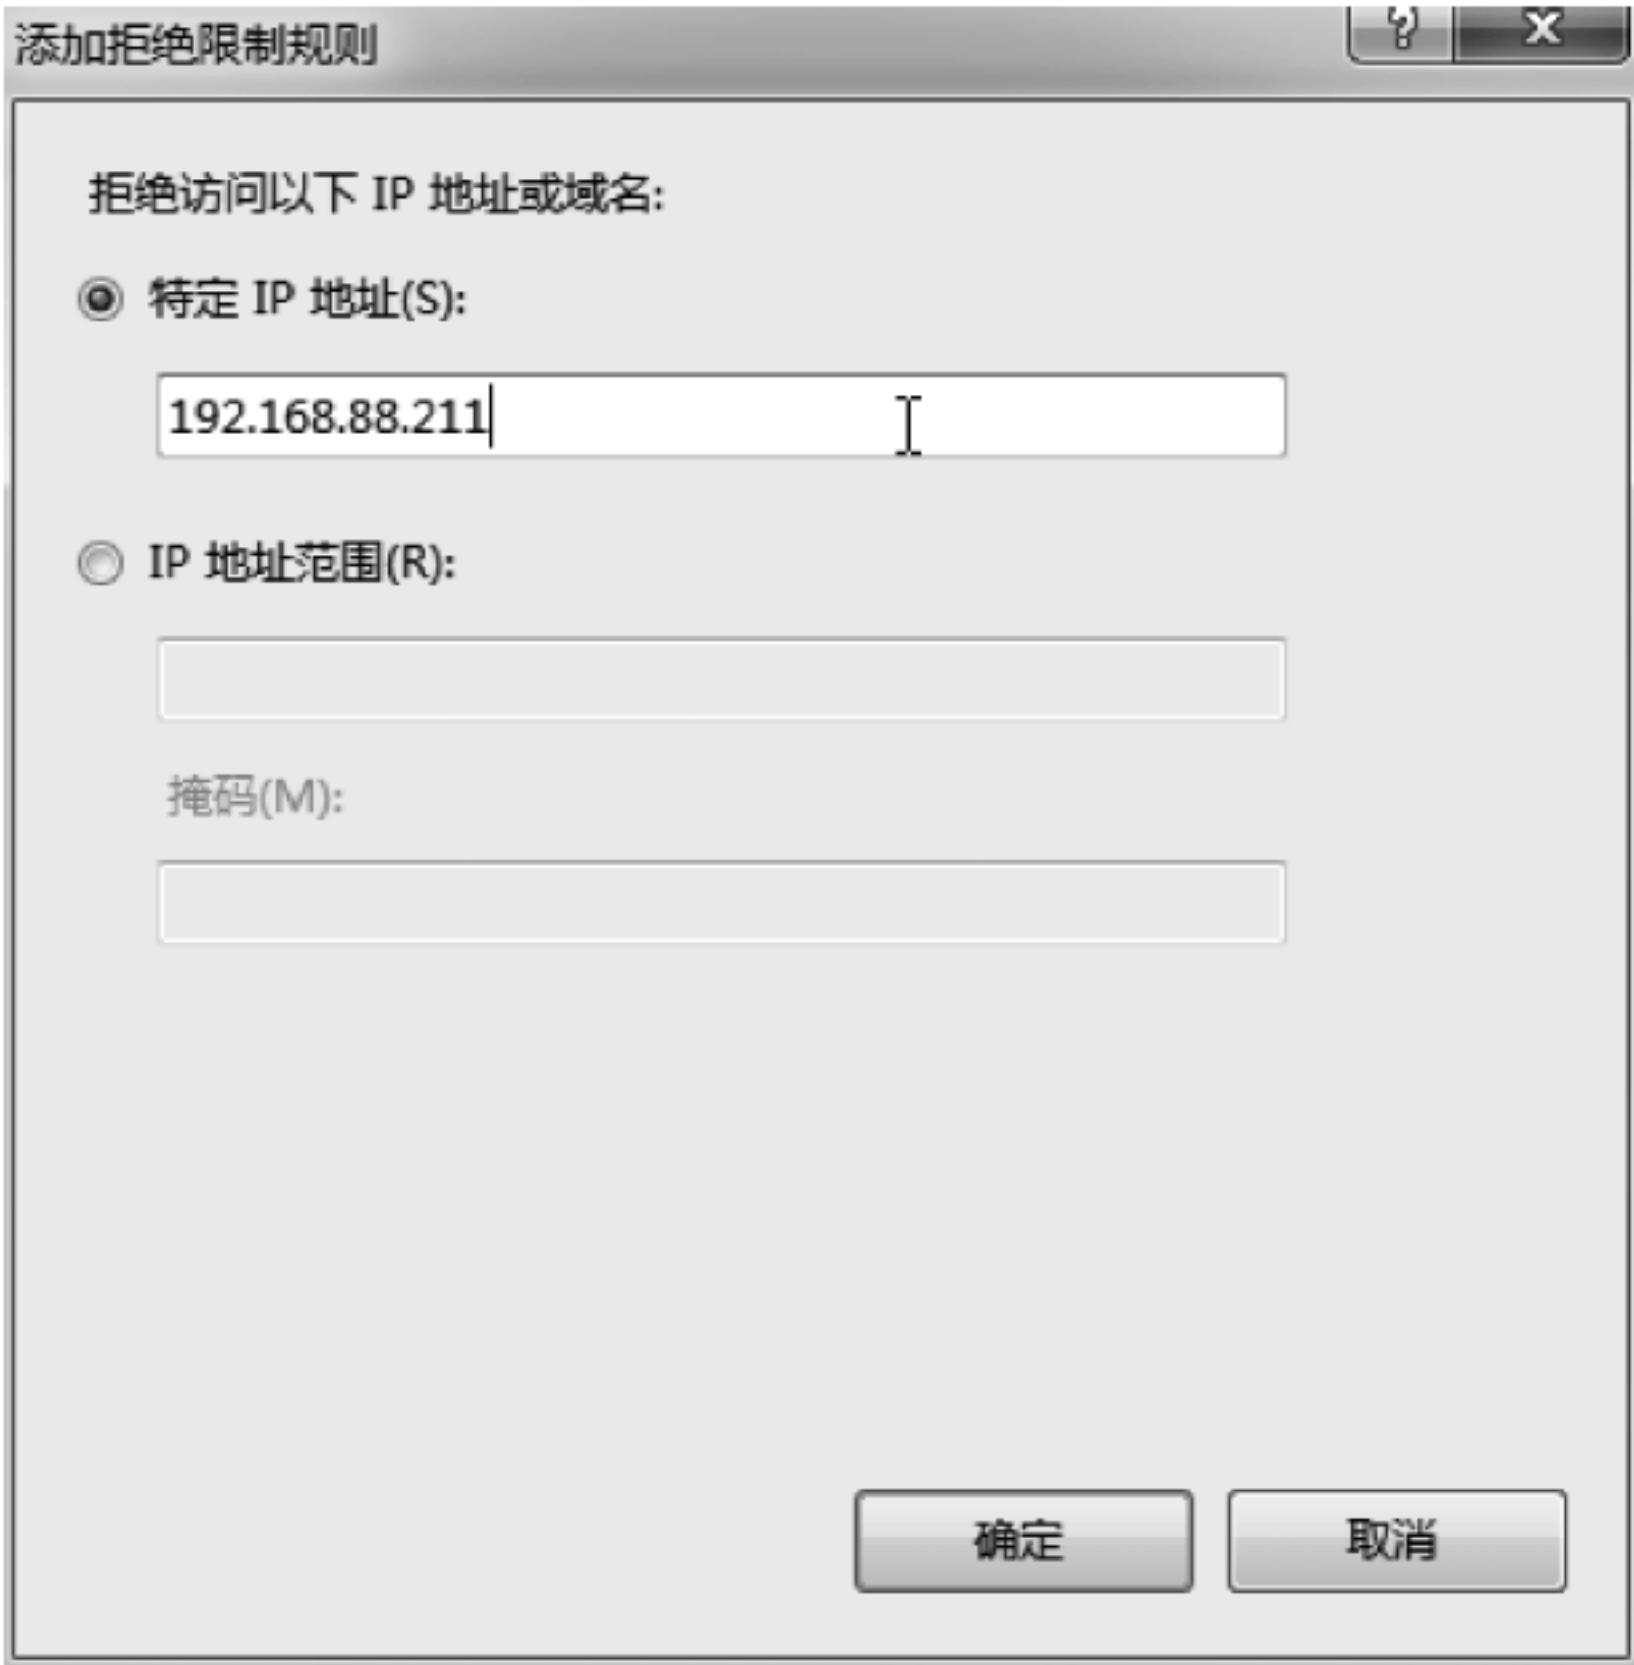 添加拒绝限制规则
拒绝访问以下 IP 地址或域名:
特定 IP 地址(S):
192.168.88.211
IP 地址范围(R):
掩码(M):
确定 取消